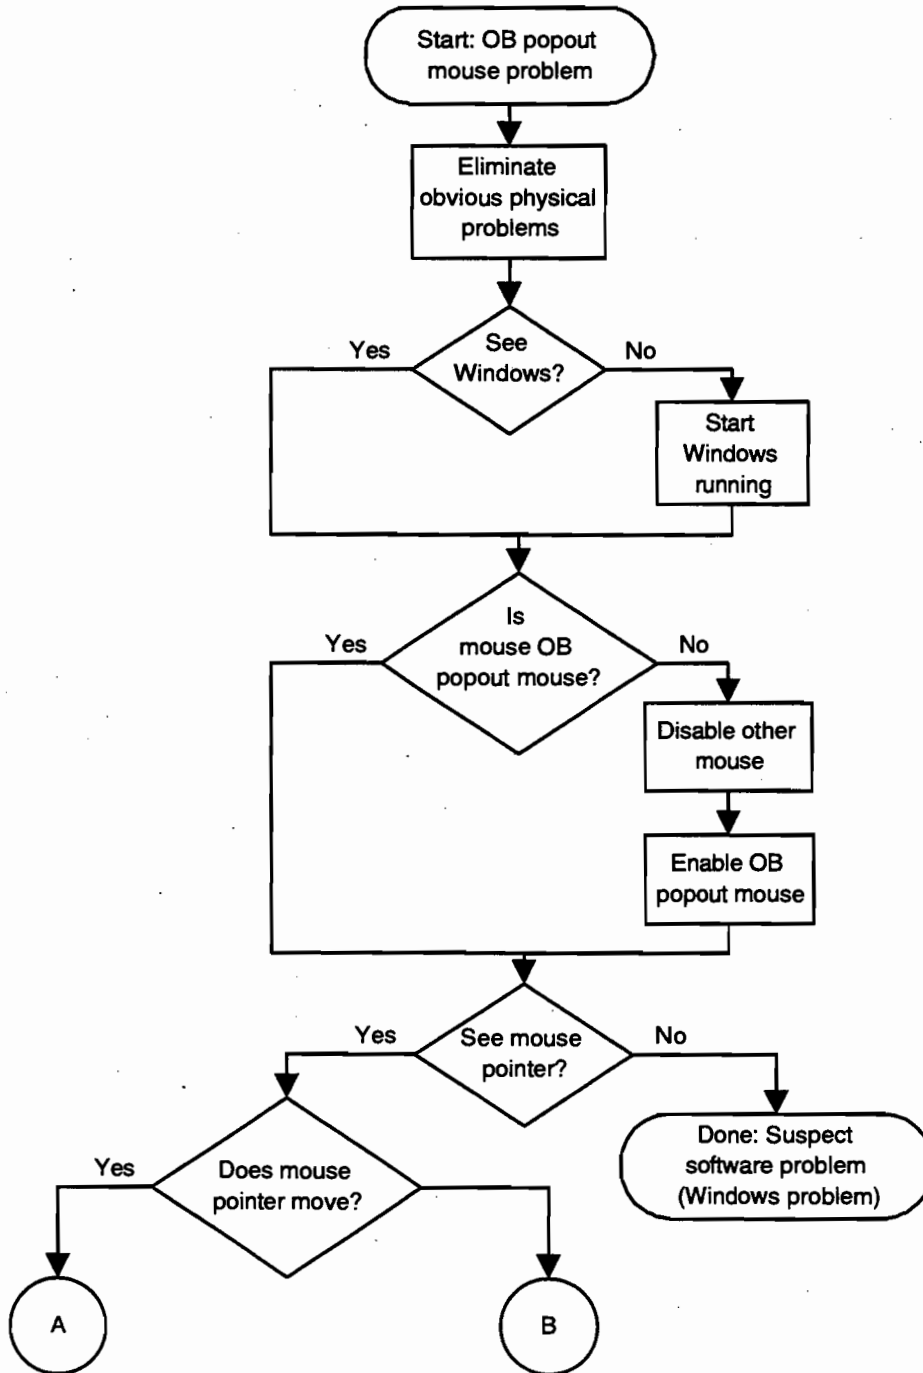 Start: OB popout
mouse problem
Eliminate
obvious physical
problems
See
Windows?
Yes
No
Start
Windows
running
Is
mouse OB
popout mouse?
Yes
No
Disable other
mouse
Enable OB
popout mouse
See mouse
pointer?
Yes
No
Done: Suspect
software problem
(Windows problem)
Does mouse
pointer move?
Yes
A
B